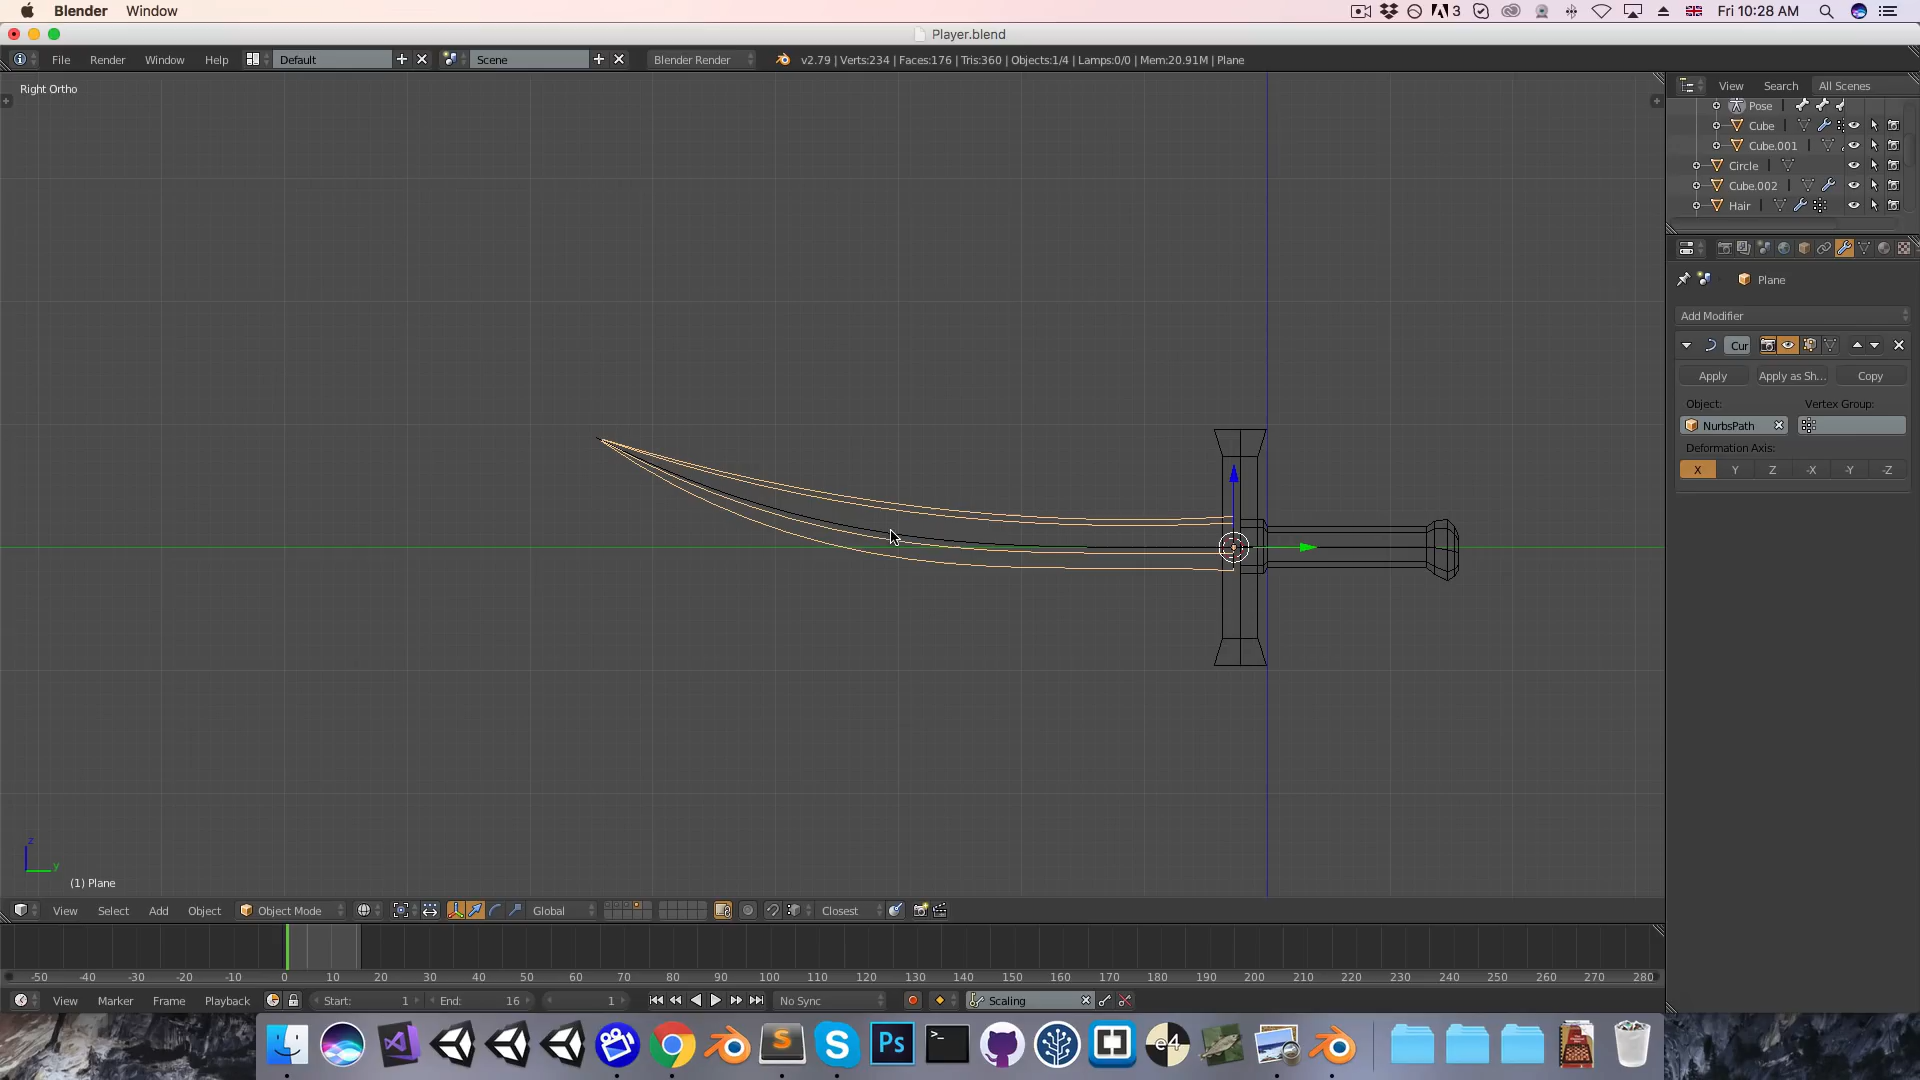 Blender Window
3 Fri 10:28 AM
Player.blend
File Render Window Help Default Scene Blender Render v2.79 | Verts:234 | Faces:176 | Tris:360 | Objects:1/4 | Lamps:0/0 | Mem:20.91M | Plane
Right Ortho
View Search All Scenes
Pose
Cube
Cube.001
Circle
Cube.002
Hair
Plane
Add Modifier
Cur
Apply Apply as Sh... Copy
Object: Vertex Group:
NurbsPath
Deformation Axis:
X Y Z -X -Y -Z
z
y
(1) Plane
View Select Add Object Object Mode Global Closest
-50 -40 -30 -20 -10 0 10 20 30 40 50 60 70 80 90 100 110 120 130 140 150 160 170 180 190 200 210 220 230 240 250 260 270 280
View Marker Frame Playback Start: 1 End: 16 1 No Sync Scaling
S S Ps >_ e4